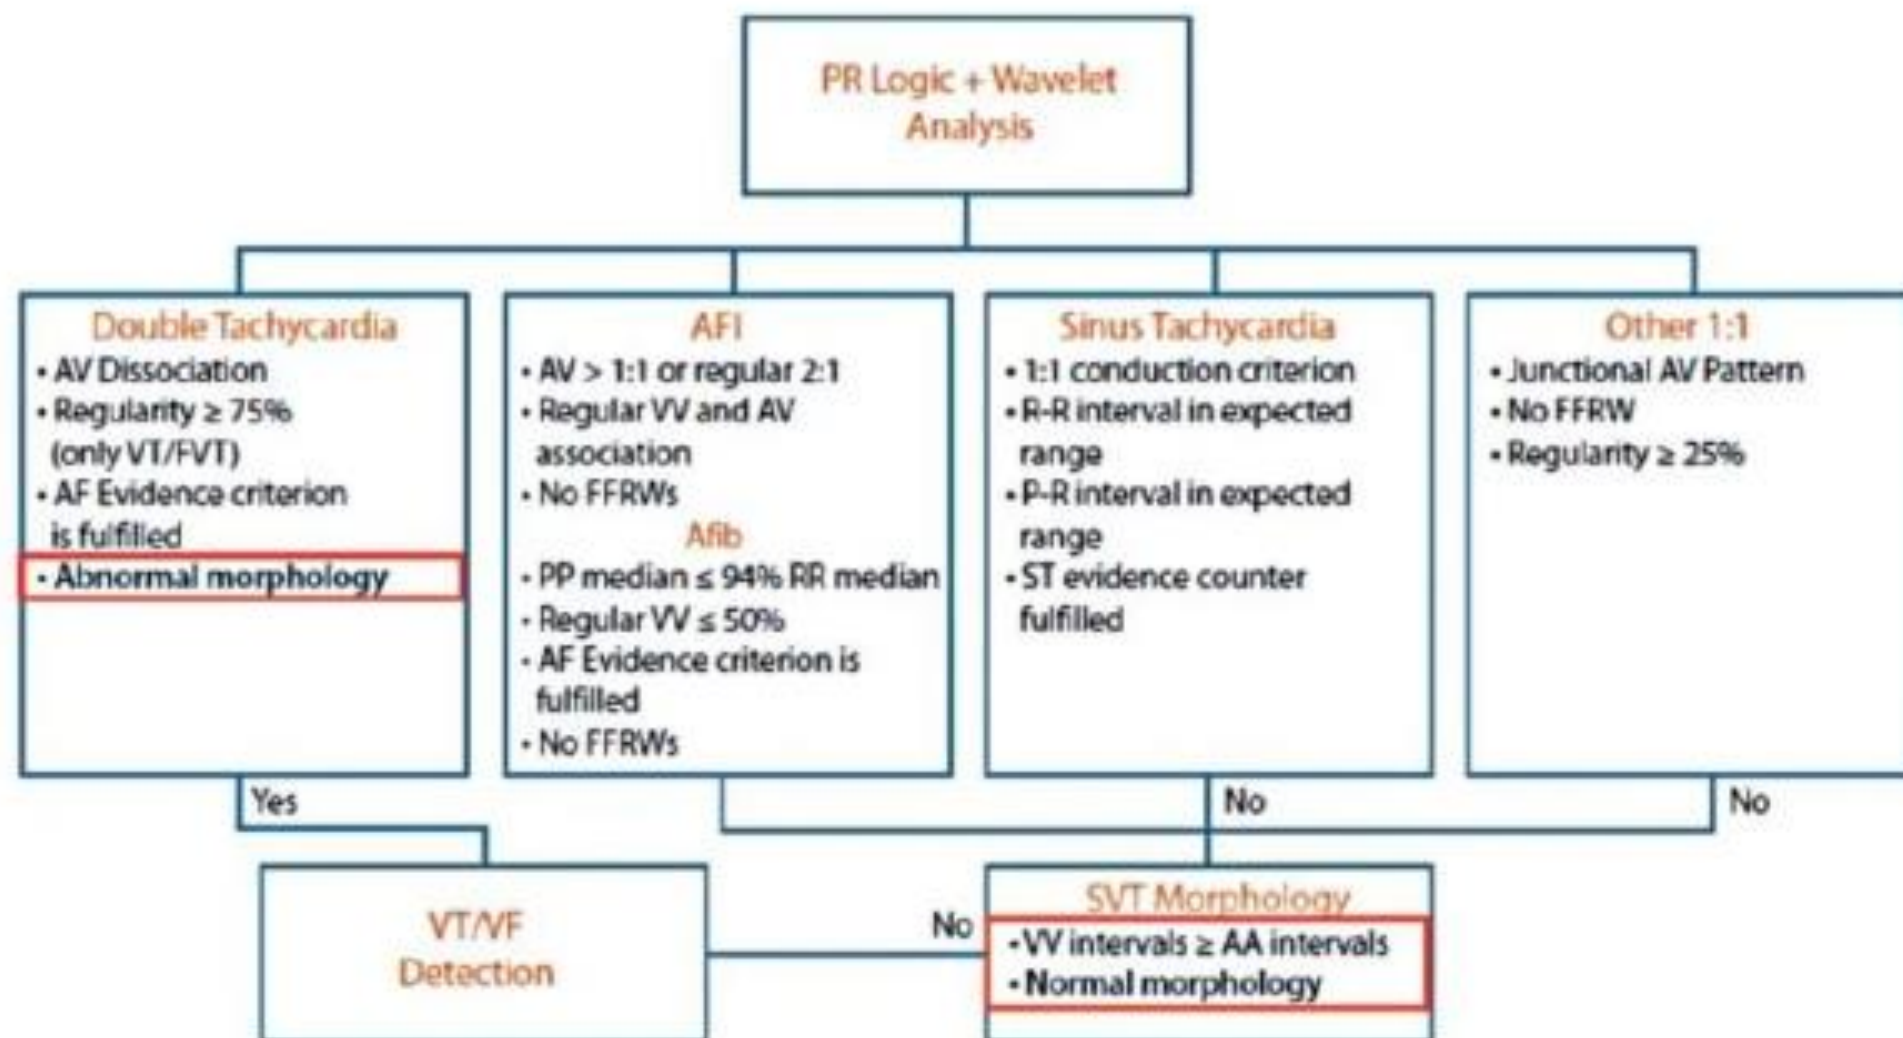 PR Logic + Wavelet
Analysis
Double Tachycardia
• AV Dissociation
• Regularity ≥ 75%
(only VT/FVT)
• AF Evidence criterion
is fulfilled
• Abnormal morphology
AFl
• AV > 1:1 or regular 2:1
• Regular VV and AV
association
• No FFRWs
Afib
• PP median ≤ 94% RR median
• Regular VV ≤ 50%
• AF Evidence criterion is
fulfilled
• No FFRWs
Sinus Tachycardia
• 1:1 conduction criterion
• R-R interval in expected
range
• P-R interval in expected
range
• ST evidence counter
fulfilled
Other 1:1
• Junctional AV Pattern
• No FFRW
• Regularity ≥ 25%
Yes
No
No
VT/VF
Detection
No
SVT Morphology
• VV intervals ≥ AA intervals
• Normal morphology